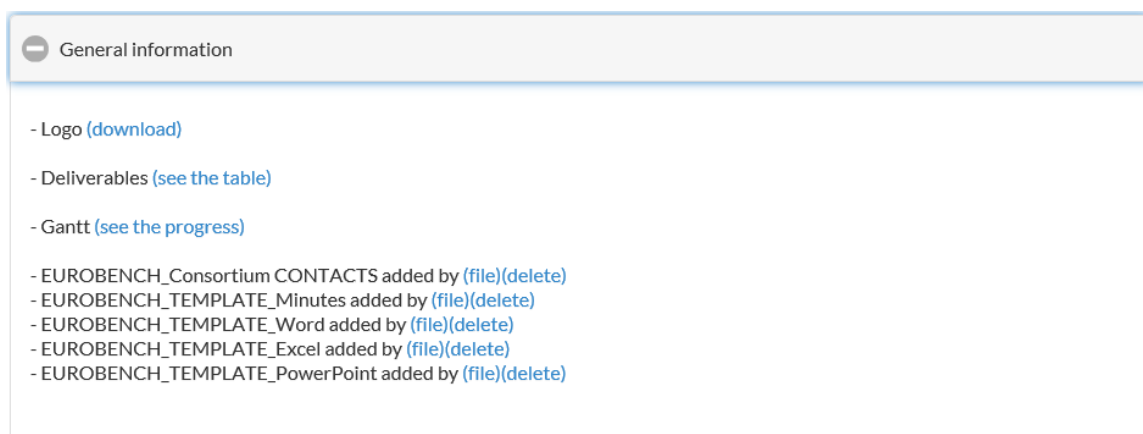 General information
- Logo (download)
- Deliverables (see the table)
- Gantt (see the progress)
- EUROBENCH_Consortium CONTACTS added by (file)(delete)
- EUROBENCH_TEMPLATE_Minutes added by (file)(delete)
- EUROBENCH_TEMPLATE_Word added by (file)(delete)
- EUROBENCH_TEMPLATE_Excel added by (file)(delete)
- EUROBENCH_TEMPLATE_PowerPoint added by (file)(delete)